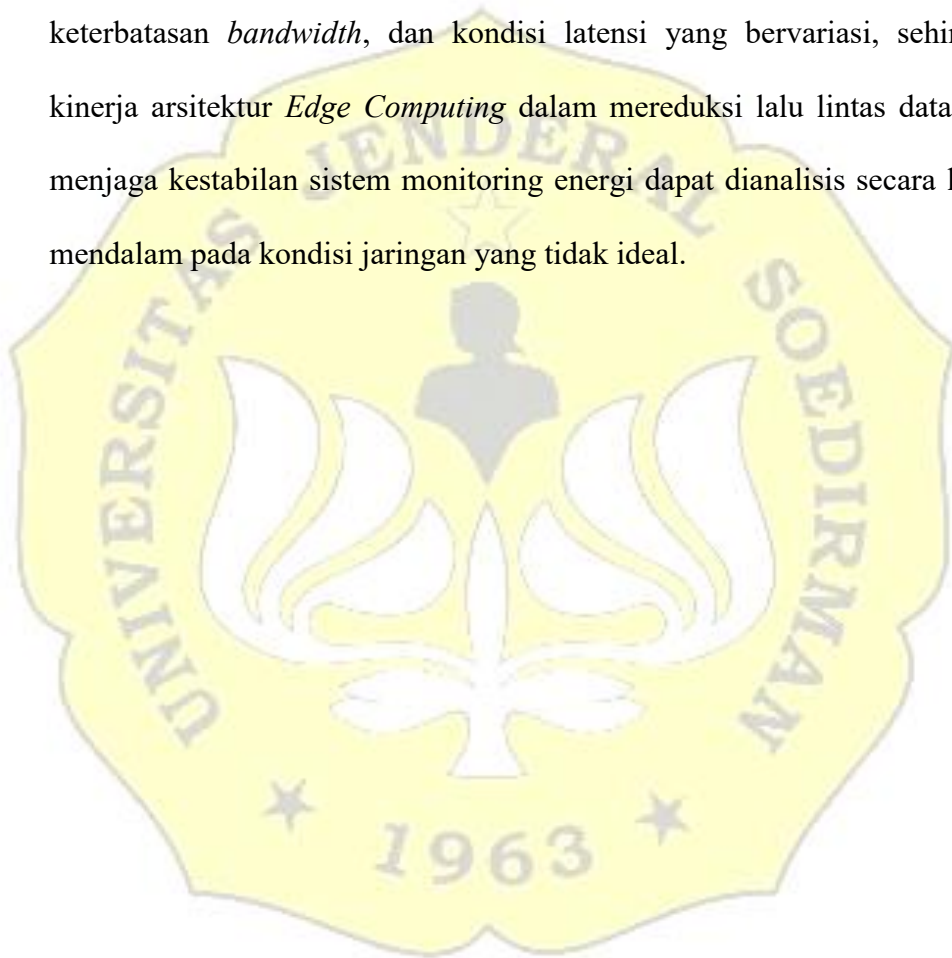 keterbatasan bandwidth, dan kondisi latensi yang bervariasi,
kinerja arsitektur Edge Computing dalam mereduksi lalu lintas data
menjaga kestabilan sistem monitoring energi dapat dianalisis secara
mendalam pada kondisi jaringan yang tidak ideal.
UNIVERSITAS JENDERAL SOEDIRMAN
1963